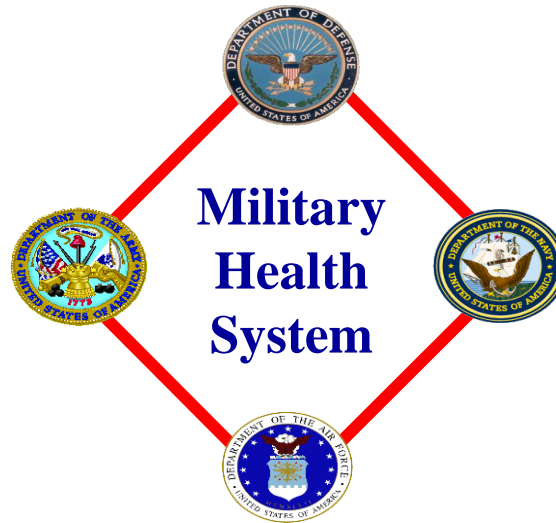 DEPARTMENT OF DEFENSE
UNITED STATES OF AMERICA
Military
Health
System
DEPARTMENT OF THE ARMY
1775
UNITED STATES OF AMERICA
DEPARTMENT OF THE NAVY
UNITED STATES OF AMERICA
DEPARTMENT OF THE AIR FORCE
UNITED STATES OF AMERICA